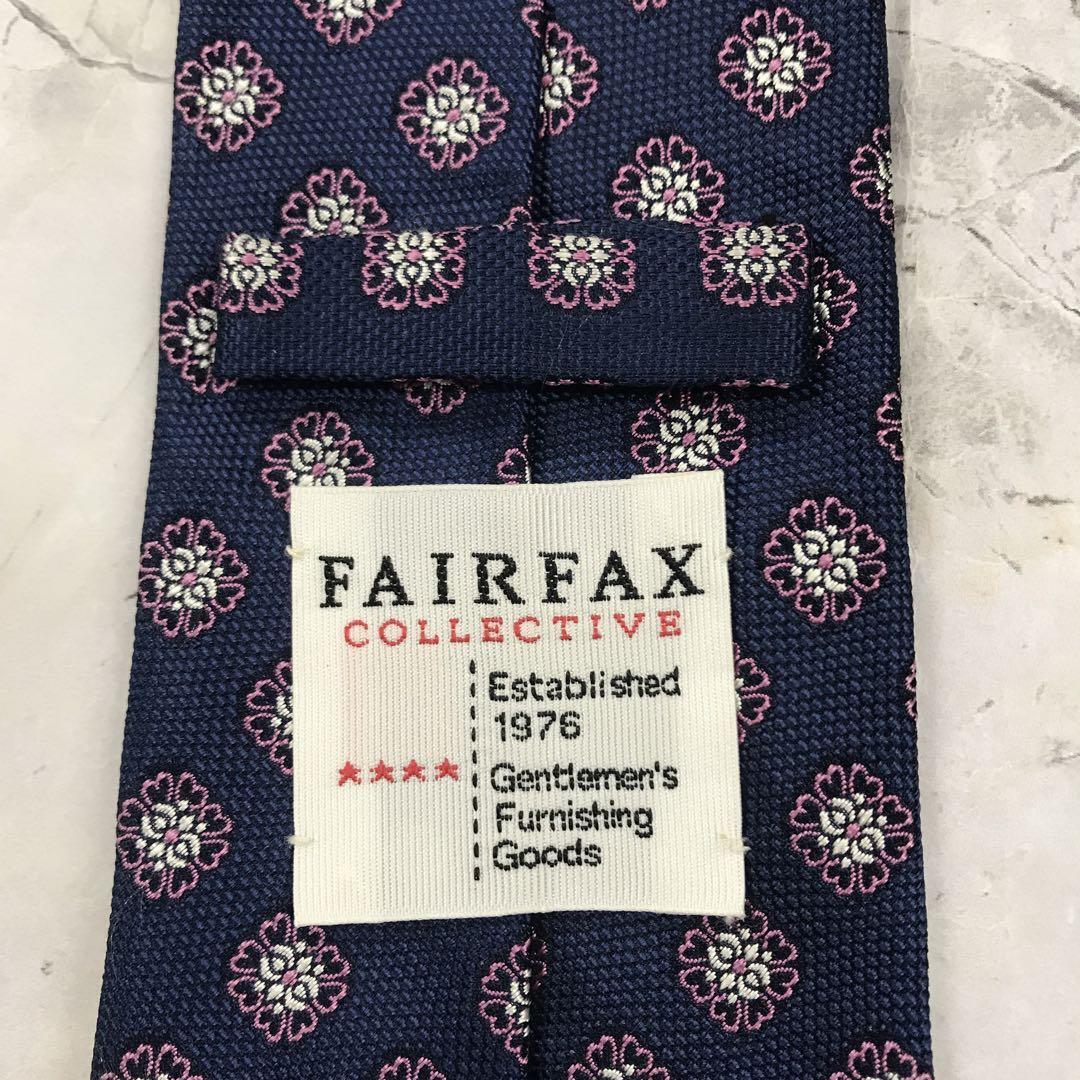 FAIRFAX
COLLECTIVE
Established
1976
★★★★ Gentlemen's
Furnishing
Goods